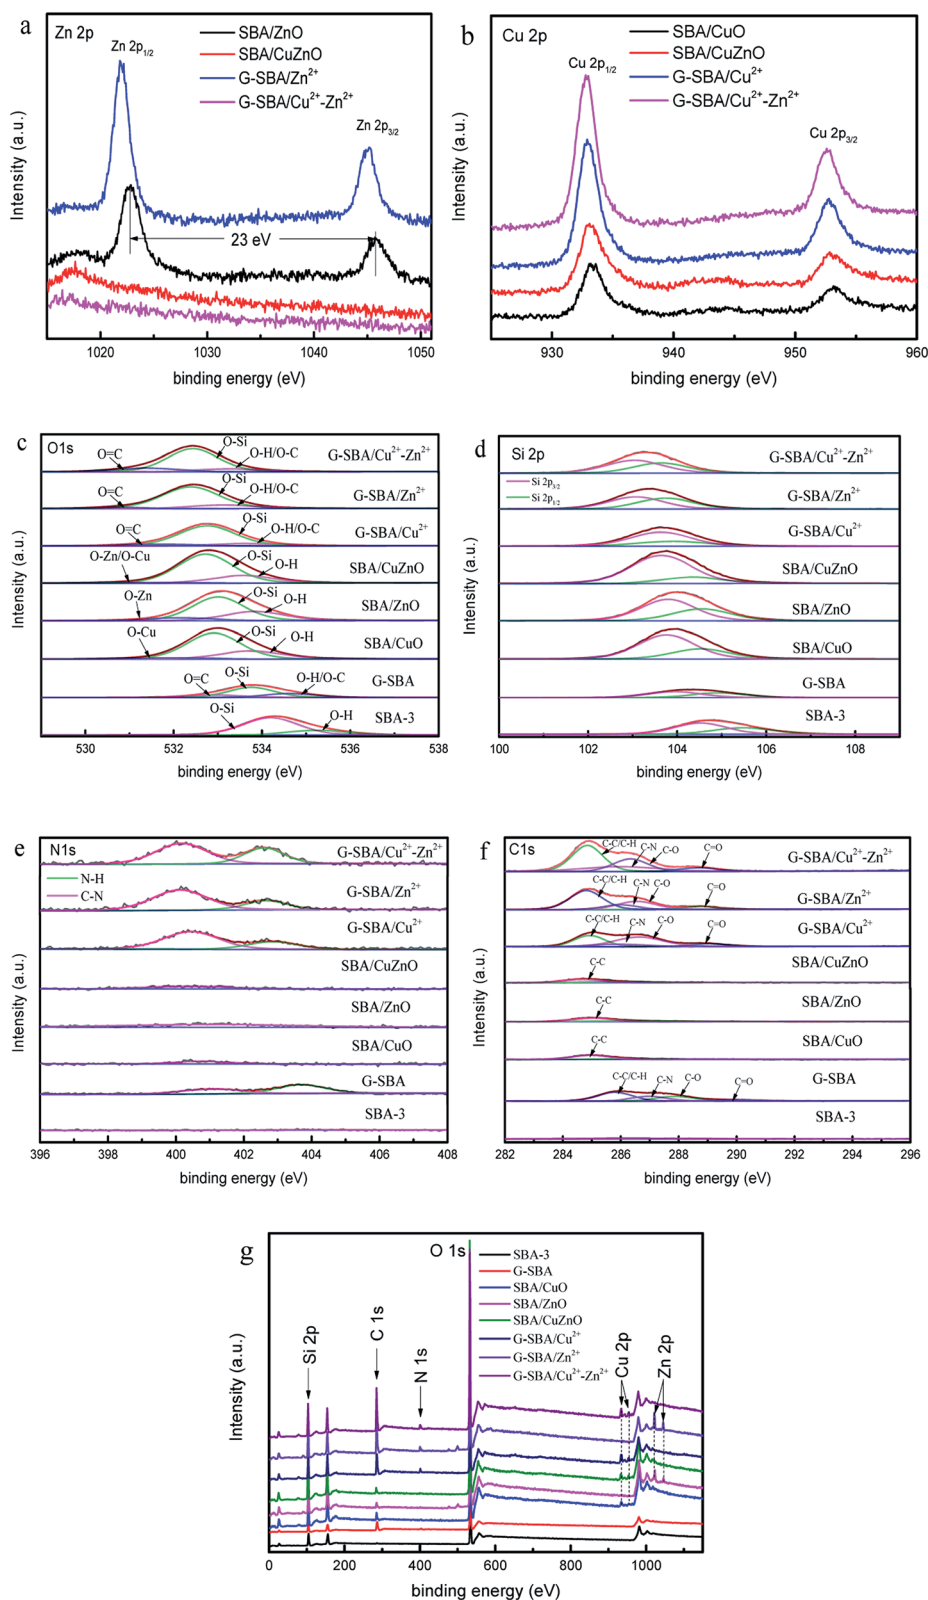 a
Zn 2p
Zn 2p1/2
Zn 2p3/2
SBA/ZnO
SBA/CuZnO
G-SBA/Zn2+
G-SBA/Cu2+-Zn2+
23 eV
Intensity (a.u.)
1020 1030 1040 1050
binding energy (eV)
b
Cu 2p
Cu 2p1/2
Cu 2p3/2
SBA/CuO
SBA/CuZnO
G-SBA/Cu2+
G-SBA/Cu2+-Zn2+
Intensity (a.u.)
930 940 950 960
binding energy (eV)
c
O1s
O=C O-Si O-H/O-C G-SBA/Cu2+-Zn2+
O=C O-Si O-H/O-C G-SBA/Zn2+
O=C O-Si O-H/O-C G-SBA/Cu2+
O-Zn/O-Cu O-Si O-H SBA/CuZnO
O-Zn O-Si O-H SBA/ZnO
O-Cu O-Si O-H SBA/CuO
O=C O-Si O-H/O-C G-SBA
O-Si O-H SBA-3
Intensity (a.u.)
530 532 534 536 538
binding energy (eV)
d
Si 2p
Si 2p3/2
Si 2p1/2
G-SBA/Cu2+-Zn2+
G-SBA/Zn2+
G-SBA/Cu2+
SBA/CuZnO
SBA/ZnO
SBA/CuO
G-SBA
SBA-3
Intensity (a.u.)
100 102 104 106 108
binding energy (eV)
e
N1s
N-H
C-N
G-SBA/Cu2+-Zn2+
G-SBA/Zn2+
G-SBA/Cu2+
SBA/CuZnO
SBA/ZnO
SBA/CuO
G-SBA
SBA-3
Intensity (a.u.)
396 398 400 402 404 406 408
binding energy (eV)
f
C1s
C-C/C-H C-N C-O C=O G-SBA/Cu2+-Zn2+
C-C/C-H C-N C-O C=O G-SBA/Zn2+
C-C/C-H C-N C-O C=O G-SBA/Cu2+
C-C SBA/CuZnO
C-C SBA/ZnO
C-C SBA/CuO
C-C/C-H C-N C-O C=O G-SBA
SBA-3
Intensity (a.u.)
282 284 286 288 290 292 294 296
binding energy (eV)
g
O 1s
SBA-3
G-SBA
SBA/CuO
SBA/ZnO
SBA/CuZnO
G-SBA/Cu2+
G-SBA/Zn2+
G-SBA/Cu2+-Zn2+
Si 2p
C 1s
N 1s
Cu 2p
Zn 2p
Intensity (a.u.)
0 200 400 600 800 1000
binding energy (eV)